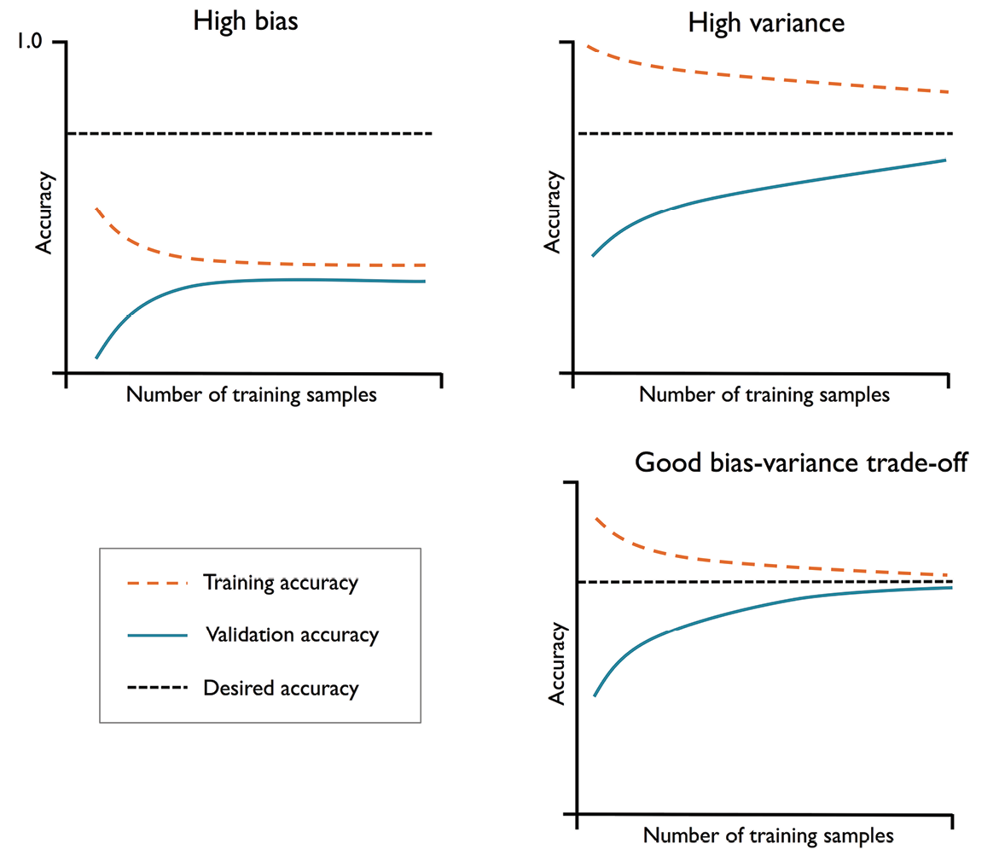 High bias
1.0
Accuracy
Number of training samples
High variance
Accuracy
Number of training samples
Good bias-variance trade-off
Accuracy
Number of training samples
Training accuracy
Validation accuracy
Desired accuracy